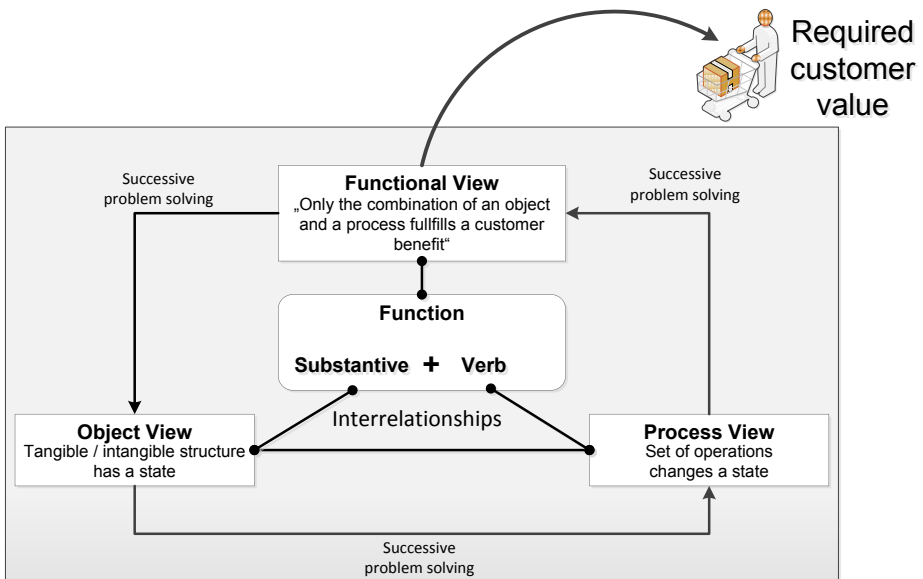 Required
customer
value
Successive
problem solving
Functional View
„Only the combination of an object
and a process fullfills a customer
benefit“
Successive
problem solving
Function
Substantive + Verb
Interrelationships
Object View
Tangible / intangible structure
has a state
Process View
Set of operations
changes a state
Successive
problem solving